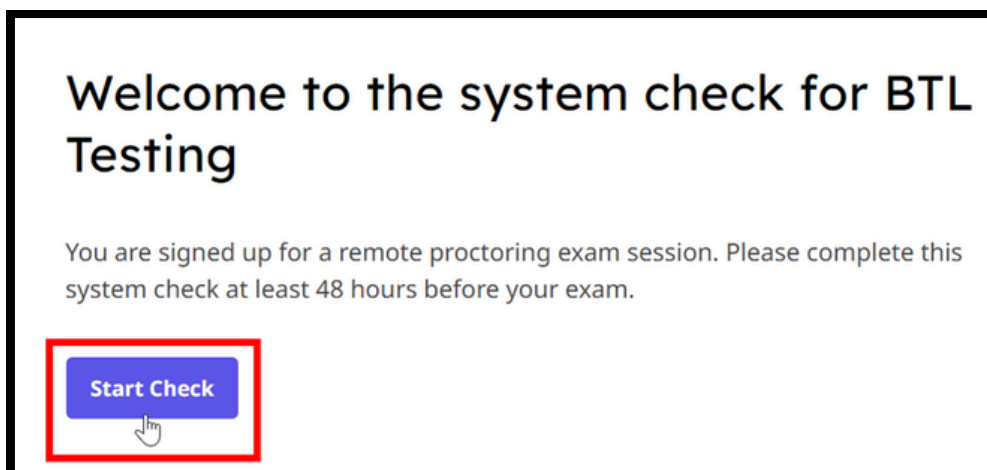 Welcome to the system check for BTL
Testing
You are signed up for a remote proctoring exam session. Please complete this
system check at least 48 hours before your exam.
Start Check